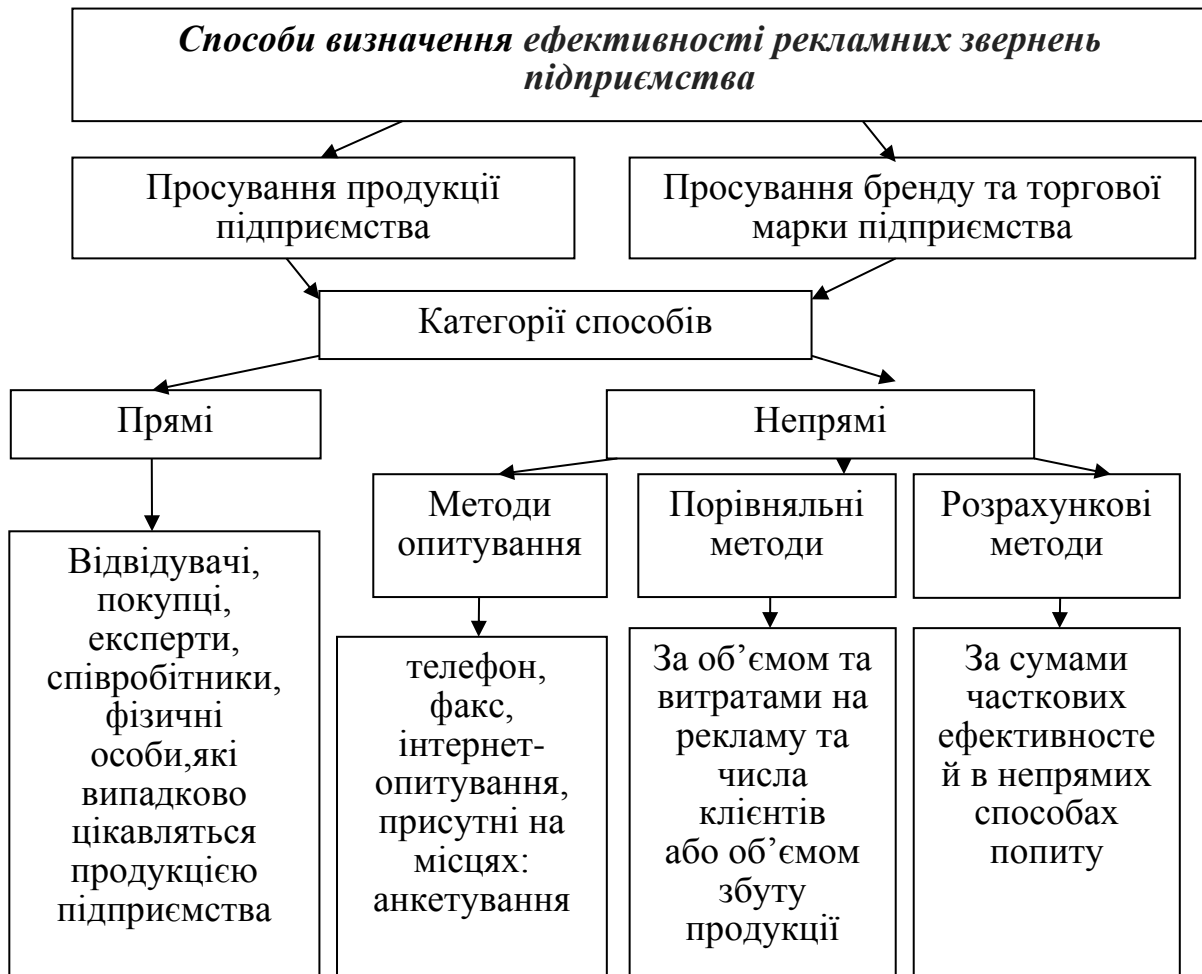 Способи визначення ефективності рекламних звернень
підприємства
Просування продукції
підприємства
Просування бренду та торгової
марки підприємства
Категорії способів
Прямі
Непрямі
Методи
опитування
Порівняльні
методи
Розрахункові
методи
Відвідувачі,
покупці,
експерти,
співробітники,
фізичні
особи,які
випадково
цікавляться
продукцією
підприємства
телефон,
факс,
інтернет-
опитування,
присутні на
місцях:
анкетування
За об’ємом та
витратами на
рекламу та
числа
клієнтів
або об’ємом
збуту
продукції
За сумами
часткових
ефективносте
й в непрямих
способах
попиту